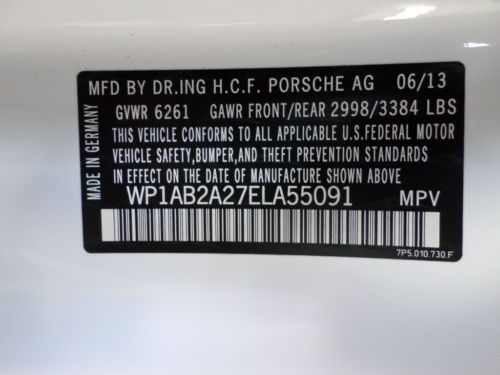 MADE IN GERMANY
MFD BY DR.ING H.C.F. PORSCHE AG 06/13
GVWR 6261 GAWR FRONT/REAR 2998/3384 LBS
THIS VEHICLE CONFORMS TO ALL APPLICABLE U.S.FEDERAL MOTOR
VEHICLE SAFETY,BUMPER,AND THEFT PREVENTION STANDARDS
IN EFFECT ON THE DATE OF MANUFACTURE SHOWN ABOVE.
WP1AB2A27ELA55091 MPV
7P5.010.730.F